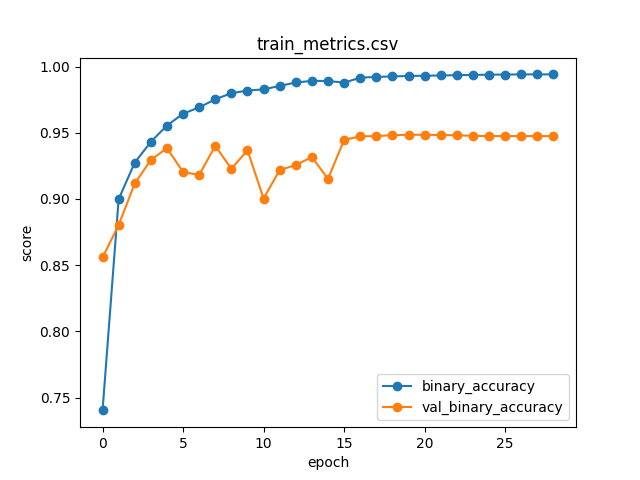 train_metrics.csv
1.00
0.95
0.90
0.85
0.80
0.75
score
0 5 10 15 20 25
epoch
binary_accuracy
val_binary_accuracy